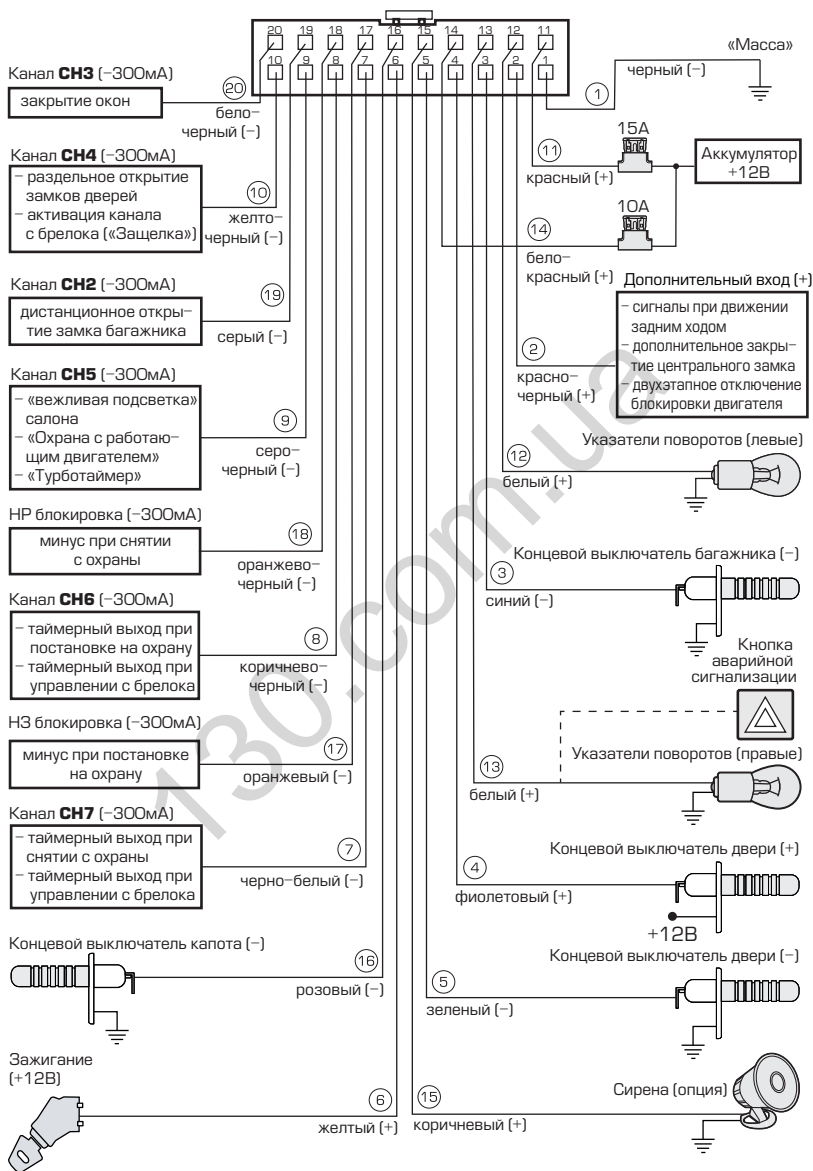 20 19 18 17 16 15 14 13 12 11
10 9 8 7 6 5 4 3 2 1
Канал CH3 (-300мА)
закрытие окон
20
бело-
черный (-)
Канал CH4 (-300мА)
- раздельное открытие
замков дверей
- активация канала
с брелока («Защелка»)
10
желто-
черный (-)
Канал CH2 (-300мА)
дистанционное откры-
тие замка багажника
19
серый (-)
Канал CH5 (-300мА)
- «вежливая подсветка»
салона
- «Охрана с работаю-
щим двигателем»
- «Турботаймер»
9
серо-
черный (-)
НР блокировка (-300мА)
минус при снятии
с охраны
18
оранжево-
черный (-)
Канал CH6 (-300мА)
- таймерный выход при
постановке на охрану
- таймерный выход при
управлении с брелока
8
коричнево-
черный (-)
НЗ блокировка (-300мА)
минус при постановке
на охрану
17
оранжевый (-)
Канал CH7 (-300мА)
- таймерный выход при
снятии с охраны
- таймерный выход при
управлении с брелока
7
черно-белый (-)
Концевой выключатель капота (-)
16
розовый (-)
Зажигание
(+12В)
6
желтый (+)
«Масса»
черный (-)
1
15А
11
красный (+)
Аккумулятор
+12В
10А
14
бело-
красный (+)
Дополнительный вход (+)
- сигналы при движении
задним ходом
- дополнительное закры-
тие центрального замка
- двухэтапное отключение
блокировки двигателя
2
красно-
черный (+)
Указатели поворотов (левые)
12
белый (+)
Концевой выключатель багажника (-)
3
синий (-)
Кнопка
аварийной
сигнализации
Указатели поворотов (правые)
13
белый (+)
Концевой выключатель двери (+)
4
фиолетовый (+)
+12В
Концевой выключатель двери (-)
5
зеленый (-)
Сирена (опция)
15
коричневый (+)
130.com.ua